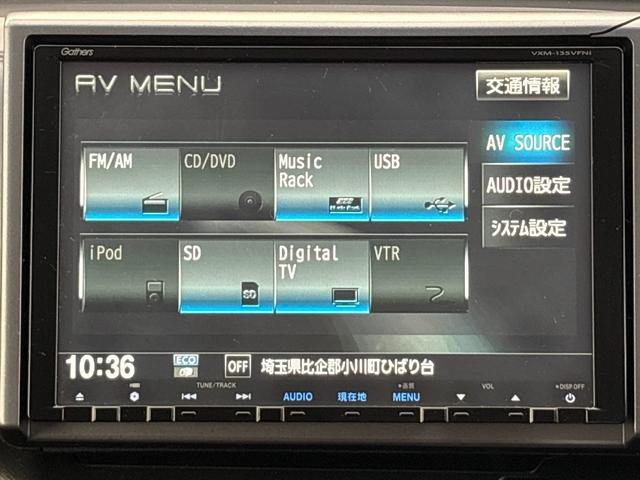 Gathers
VXM-135VFNi
AV MENU
交通情報
FM/AM
CD/DVD
Music
Rack
USB
AV SOURCE
AUDIO設定
システム設定
iPod
SD
SD
Digital
TV
VTR
10:36
ECO
OFF
埼玉県比企郡小川町ひばり台
TUNE/TRACK
画質
VOL
DISP OFF
AUDIO
現在地
MENU